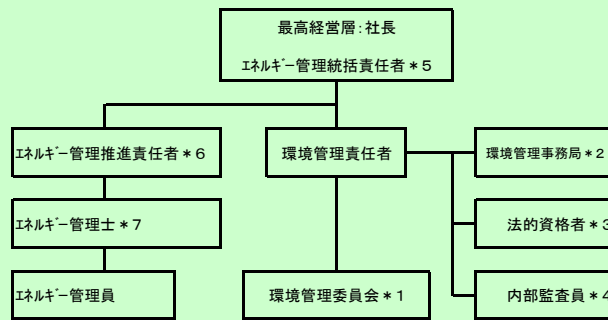 最高経営層：社長
ｴﾈﾙｷﾞｰ管理統括責任者＊５
ｴﾈﾙｷﾞｰ管理推進責任者＊６
環境管理責任者
環境管理事務局＊２
ｴﾈﾙｷﾞｰ管理士＊７
法的資格者＊３
ｴﾈﾙｷﾞｰ管理員
環境管理委員会＊１
内部監査員＊４